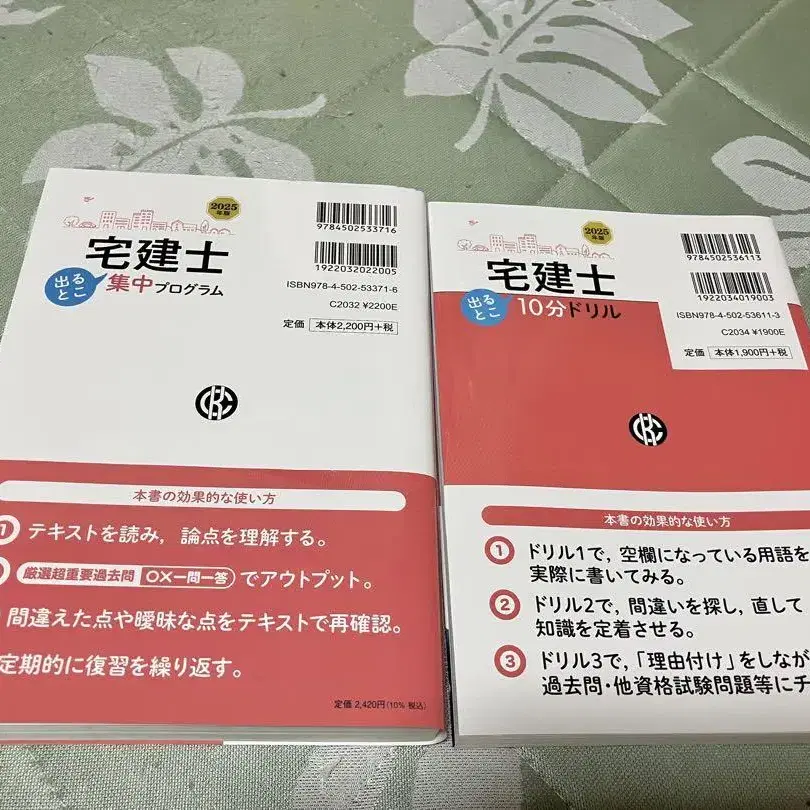 2025
年版
宅建士
出る
とこ
集中プログラム
9784502533716
1922032022005
ISBN978-4-502-53371-6
C2032 ¥2200E
定価 本体2,200円+税
本書の効果的な使い方
1 テキストを読み，論点を理解する。
厳選超重要過去問 ○×一問一答 でアウトプット。
間違えた点や曖昧な点をテキストで再確認。
定期的に復習を繰り返す。
定価 2,420円(10% 税込)
2025
年版
宅建士
出る
とこ
10分ドリル
9784502536113
1922034019003
ISBN978-4-502-53611-3
C2034 ¥1900E
定価 本体1,900円+税
本書の効果的な使い方
1 ドリル1で，空欄になっている用語を
実際に書いてみる。
2 ドリル2で，間違いを探し，直して
知識を定着させる。
3 ドリル3で，「理由付け」をしなが
過去問・他資格試験問題等にチ